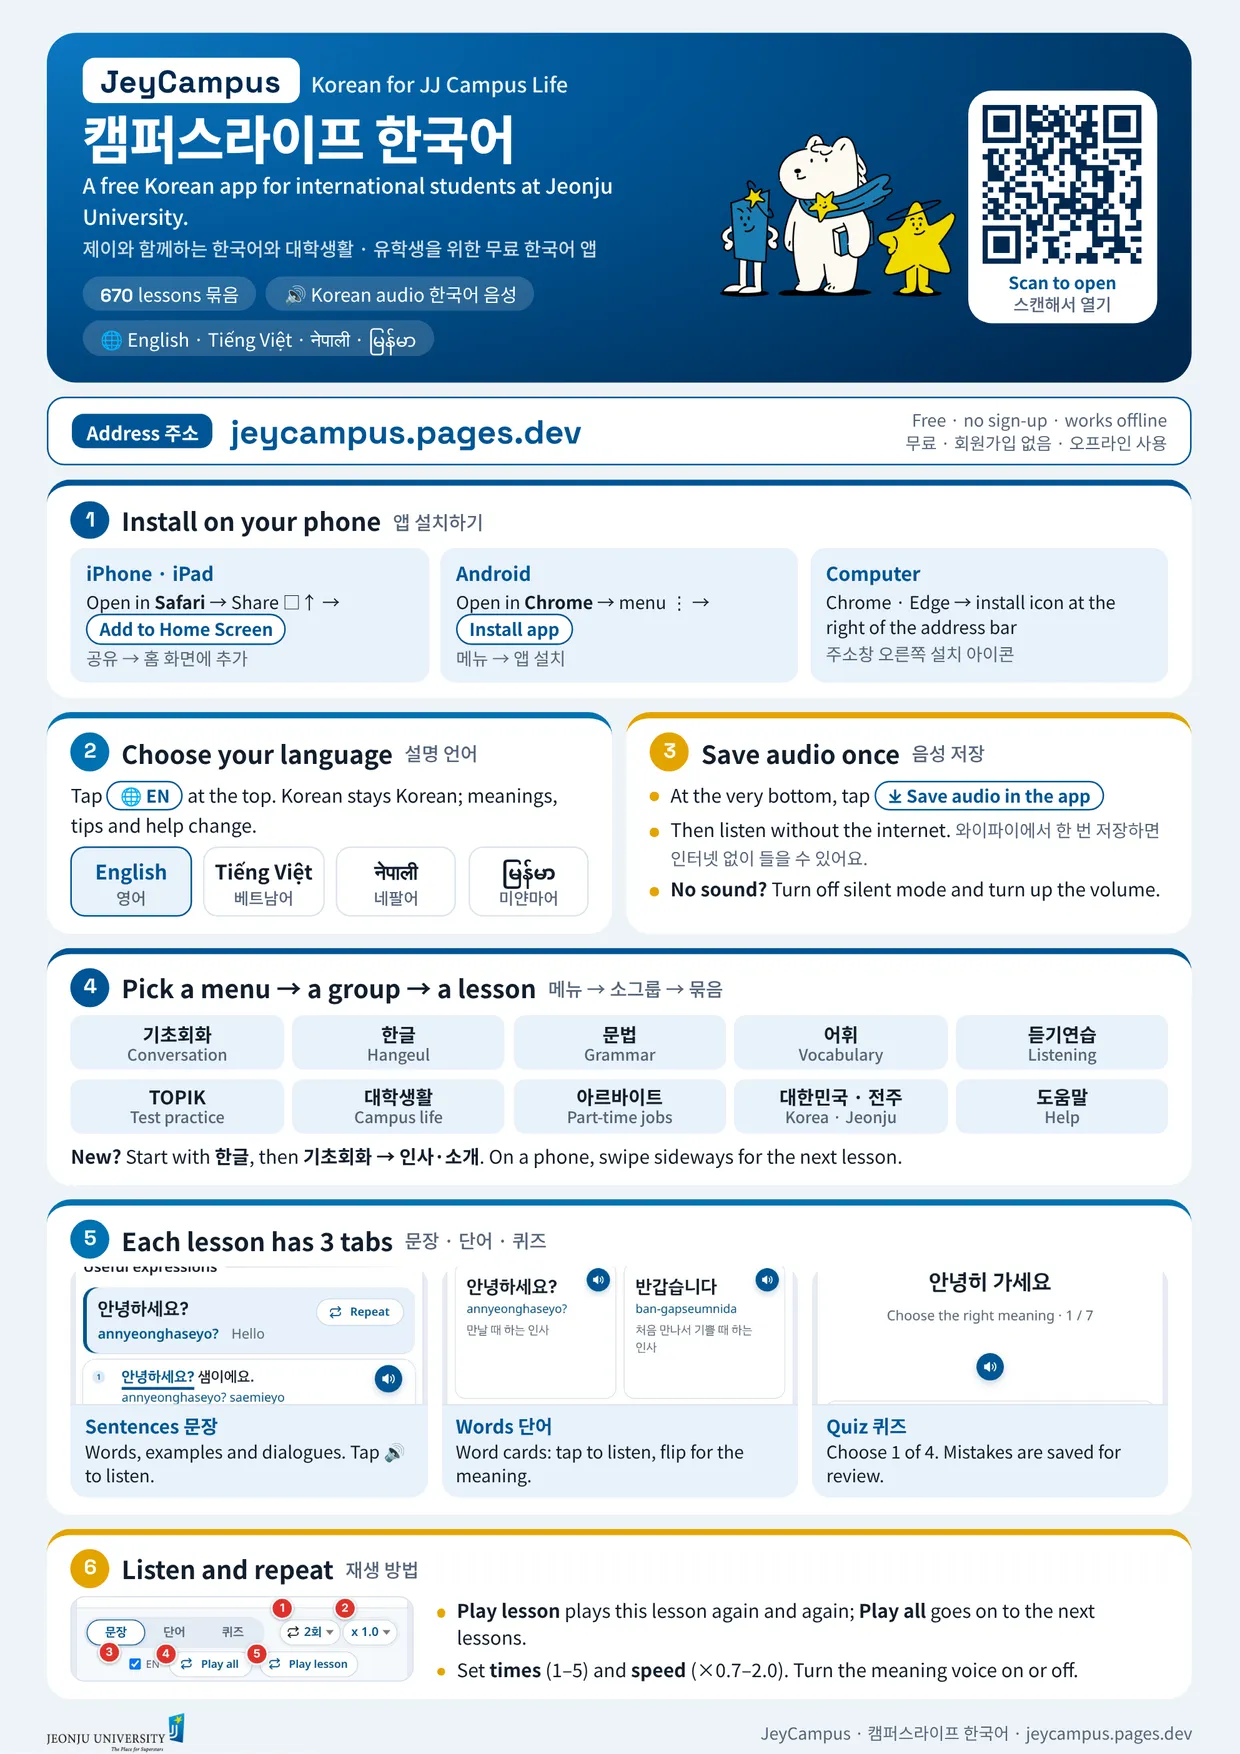 JeyCampus Korean for JJ Campus Life
캠퍼스라이프 한국어
A free Korean app for international students at Jeonju
University.
제이와 함께하는 한국어와 대학생활 · 유학생을 위한 무료 한국어 앱
670 lessons 묶음 🔊 Korean audio 한국어 음성
🌐 English · Tiếng Việt · नेपाली · မြန်မာ
Scan to open
스캔해서 열기
Address 주소 jeycampus.pages.dev
Free · no sign-up · works offline
무료 · 회원가입 없음 · 오프라인 사용
1 Install on your phone 앱 설치하기
iPhone · iPad
Open in Safari → Share □↑ →
Add to Home Screen
공유 → 홈 화면에 추가
Android
Open in Chrome → menu ⋮ →
Install app
메뉴 → 앱 설치
Computer
Chrome · Edge → install icon at the
right of the address bar
주소창 오른쪽 설치 아이콘
2 Choose your language 설명 언어
Tap 🌐 EN at the top. Korean stays Korean; meanings,
tips and help change.
English
영어
Tiếng Việt
베트남어
नेपाली
네팔어
မြန်မာ
미얀마어
3 Save audio once 음성 저장
At the very bottom, tap Save audio in the app
Then listen without the internet. 와이파이에서 한 번 저장하면
인터넷 없이 들을 수 있어요.
No sound? Turn off silent mode and turn up the volume.
4 Pick a menu → a group → a lesson 메뉴 → 소그룹 → 묶음
기초회화
Conversation
한글
Hangeul
문법
Grammar
어휘
Vocabulary
듣기연습
Listening
TOPIK
Test practice
대학생활
Campus life
아르바이트
Part-time jobs
대한민국 · 전주
Korea · Jeonju
도움말
Help
New? Start with 한글, then 기초회화 → 인사·소개. On a phone, swipe sideways for the next lesson.
5 Each lesson has 3 tabs 문장 · 단어 · 퀴즈
Useful expressions
안녕하세요?
Repeat
annyeonghaseyo? Hello
1 안녕하세요? 샘이에요.
annyeonghaseyo? saemieyo
Sentences 문장
Words, examples and dialogues. Tap 🔊
to listen.
안녕하세요?
annyeonghaseyo?
만날 때 하는 인사
반갑습니다
ban-gapseumnida
처음 만나서 기쁠 때 하는
인사
Words 단어
Word cards: tap to listen, flip for the
meaning.
안녕히 가세요
Choose the right meaning · 1 / 7
Quiz 퀴즈
Choose 1 of 4. Mistakes are saved for
review.
6 Listen and repeat 재생 방법
1 2
문장 단어 퀴즈 2회 x 1.0
3 4 5
EN Play all Play lesson
Play lesson plays this lesson again and again; Play all goes on to the next
lessons.
Set times (1–5) and speed (×0.7–2.0). Turn the meaning voice on or off.
JEONJU UNIVERSITY
The Place for Superstars
JeyCampus · 캠퍼스라이프 한국어 · jeycampus.pages.dev